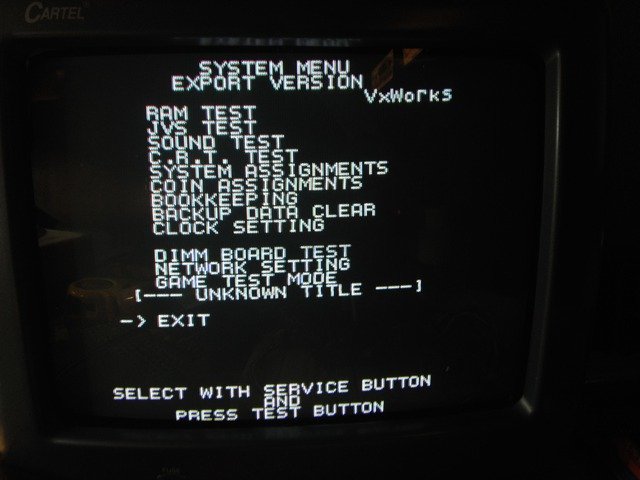 CARTEL
SYSTEM MENU
EXPORT VERSION
VxWorks
RAM TEST
JVS TEST
SOUND TEST
C.R.T. TEST
SYSTEM ASSIGNMENTS
COIN ASSIGNMENTS
BOOKKEEPING
BACKUP DATA CLEAR
CLOCK SETTING
DIMM BOARD TEST
NETWORK SETTING
GAME TEST MODE
[--- UNKNOWN TITLE ---]
-> EXIT
SELECT WITH SERVICE BUTTON
AND
PRESS TEST BUTTON